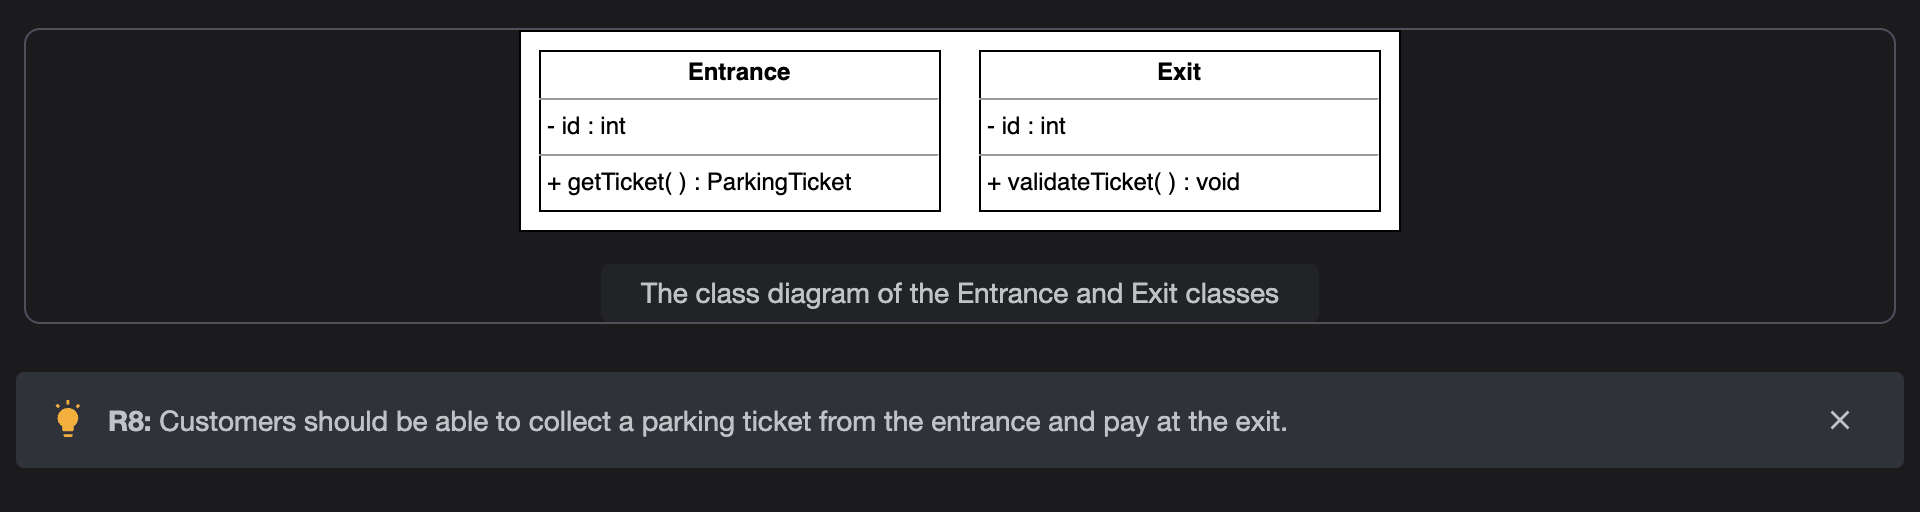 Entrance
- id : int
+ getTicket( ) : ParkingTicket
Exit
- id : int
+ validateTicket( ) : void
The class diagram of the Entrance and Exit classes
R8: Customers should be able to collect a parking ticket from the entrance and pay at the exit.